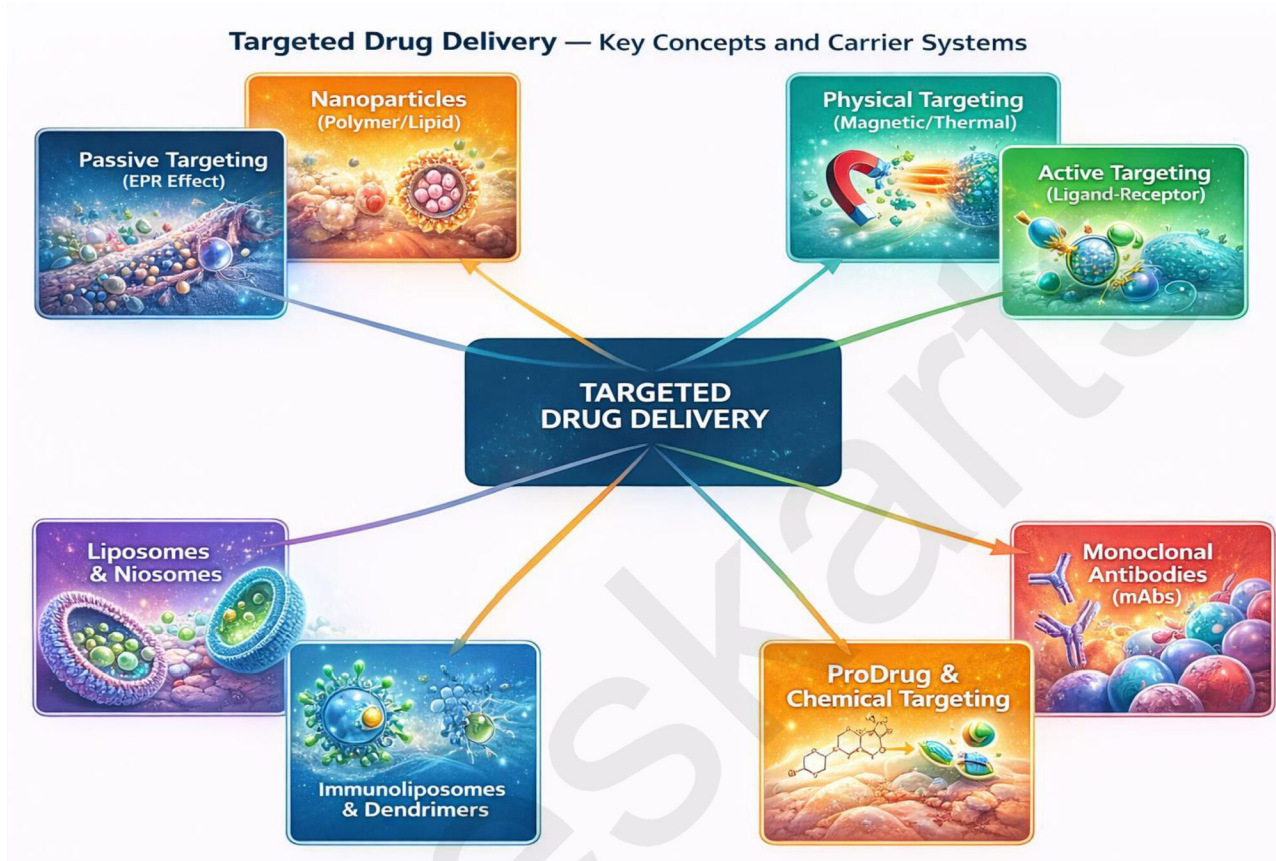 Targeted Drug Delivery — Key Concepts and Carrier Systems
Nanoparticles
(Polymer/Lipid)
Physical Targeting
(Magnetic/Thermal)
Passive Targeting
(EPR Effect)
Active Targeting
(Ligand-Receptor)
TARGETED
DRUG DELIVERY
Liposomes
& Niosomes
Monoclonal
Antibodies
(mAbs)
Immunoliposomes
& Dendrimers
ProDrug &
Chemical Targeting